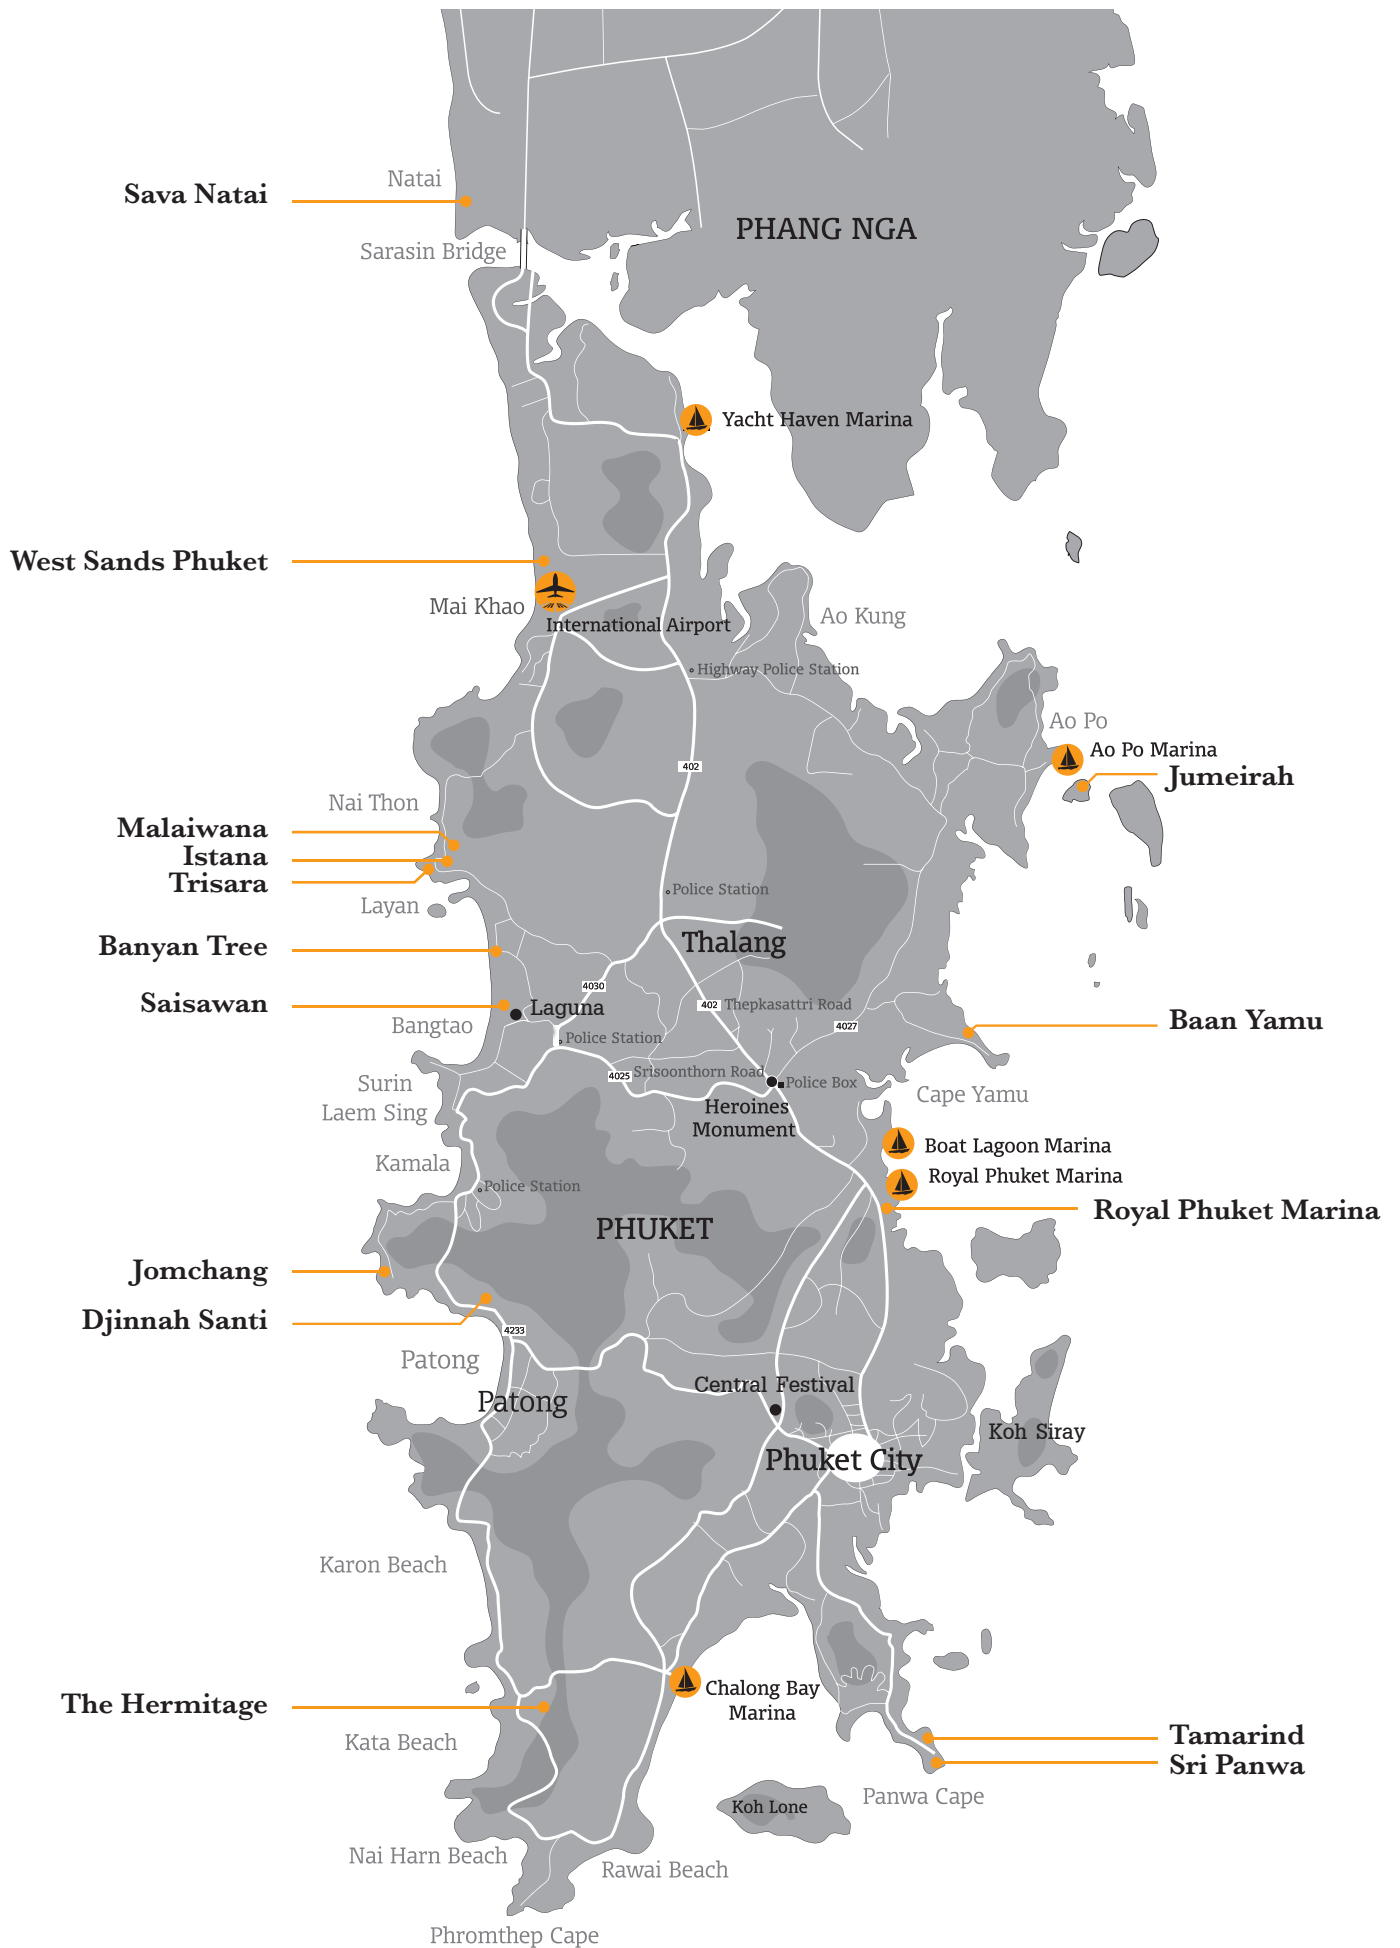 Natai
Sava Natai
PHANG NGA
Sarasin Bridge
Yacht Haven Marina
West Sands Phuket
Mai Khao
Ao Kung
International Airport
Highway Police Station
Ao Po
Ao Po Marina
402
Jumeirah
Nai Thon
Malaiwana
Istana
Trisara
Police Station
Layan
Thalang
Banyan Tree
4030
Saisawan
Laguna
402
Thepkasattri Road
Bangtao
4027
Baan Yamu
Police Station
Srisoonthorn Road
4025
Surin
Police Box
Cape Yamu
Laem Sing
Heroines
Monument
Boat Lagoon Marina
Kamala
Royal Phuket Marina
Police Station
Royal Phuket Marina
PHUKET
Jomchang
Djinnah Santi
4233
Patong
Central Festival
Patong
Koh Siray
Phuket City
Karon Beach
Chalong Bay
Marina
The Hermitage
Kata Beach
Tamarind
Sri Panwa
Panwa Cape
Koh Lone
Nai Harn Beach
Rawai Beach
Phromthep Cape